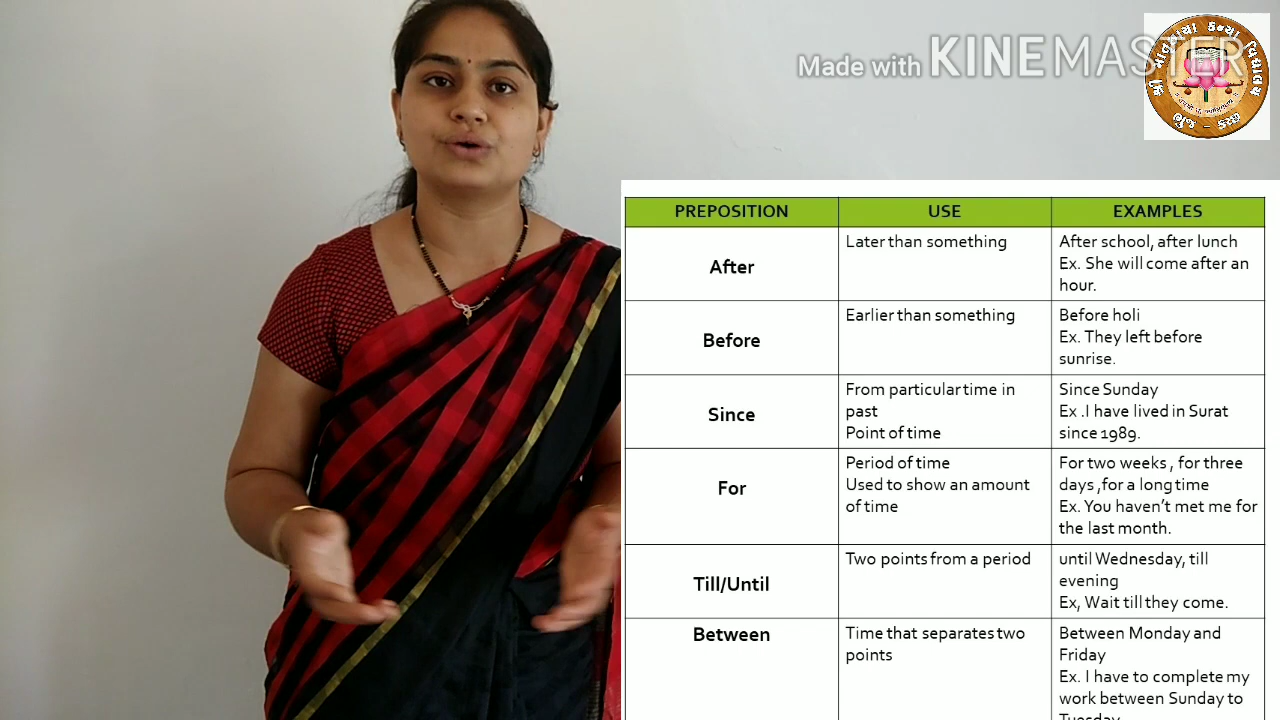 Made with KINEMASTER
શ્રી માતૃછાયા કન્યા વિદ્યાલય
PREPOSITION USE EXAMPLES
After
Later than something
After school, after lunch
Ex. She will come after an
hour.
Before
Earlier than something
Before holi
Ex. They left before
sunrise.
Since
From particular time in
past
Point of time
Since Sunday
Ex .I have lived in Surat
since 1989.
For
Period of time
Used to show an amount
of time
For two weeks , for three
days ,for a long time
Ex. You haven’t met me for
the last month.
Till/Until
Two points from a period
until Wednesday, till
evening
Ex, Wait till they come.
Between
Time that separates two
points
Between Monday and
Friday
Ex. I have to complete my
work between Sunday to
Tuesday